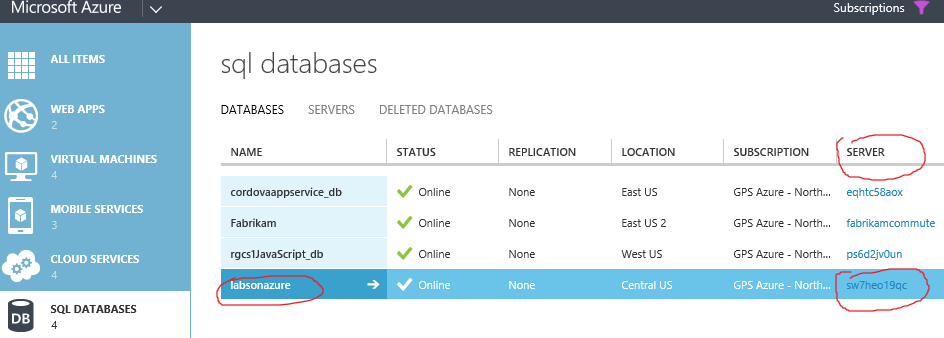 Microsoft Azure Subscriptions
ALL ITEMS
WEB APPS
2
VIRTUAL MACHINES
4
MOBILE SERVICES
3
CLOUD SERVICES
4
DB SQL DATABASES
4
sql databases
DATABASES SERVERS DELETED DATABASES
NAME STATUS REPLICATION LOCATION SUBSCRIPTION SERVER
cordovaappservice_db Online None East US GPS Azure - North... eqhtc58aox
Fabrikam Online None East US 2 GPS Azure - North... fabrikamcommute
rgcs1JavaScript_db Online None West US GPS Azure - North... ps6d2jv0un
labsonazure Online None Central US GPS Azure - North... sw7heo19qc